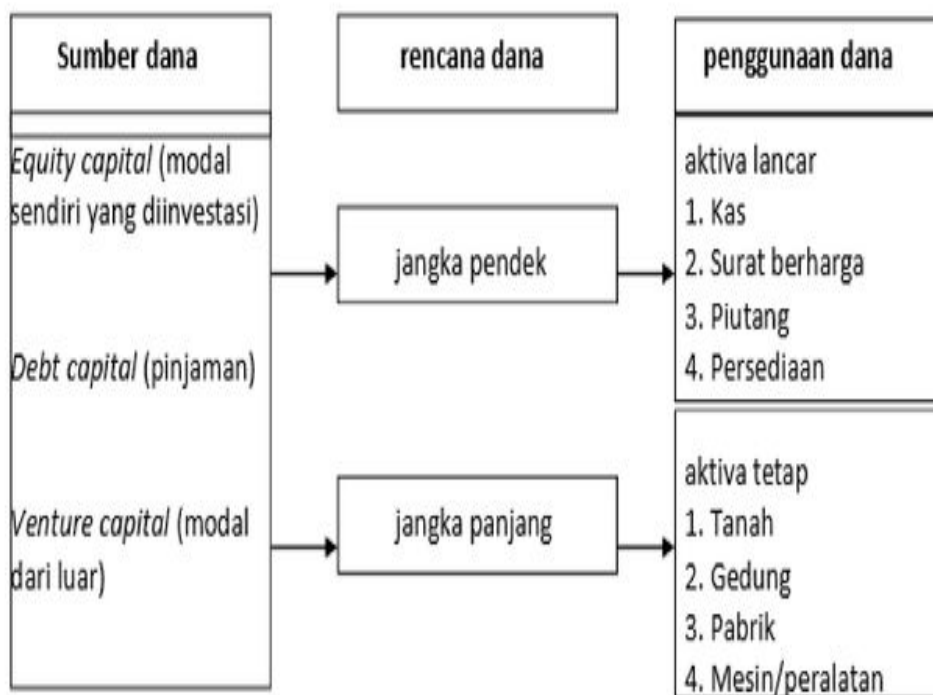 Sumber dana
Equity capital (modal
sendiri yang diinvestasi)
Debt capital (pinjaman)
Venture capital (modal
dari luar)
rencana dana
jangka pendek
jangka panjang
penggunaan dana
aktiva lancar
1. Kas
2. Surat berharga
3. Piutang
4. Persediaan
aktiva tetap
1. Tanah
2. Gedung
3. Pabrik
4. Mesin/peralatan